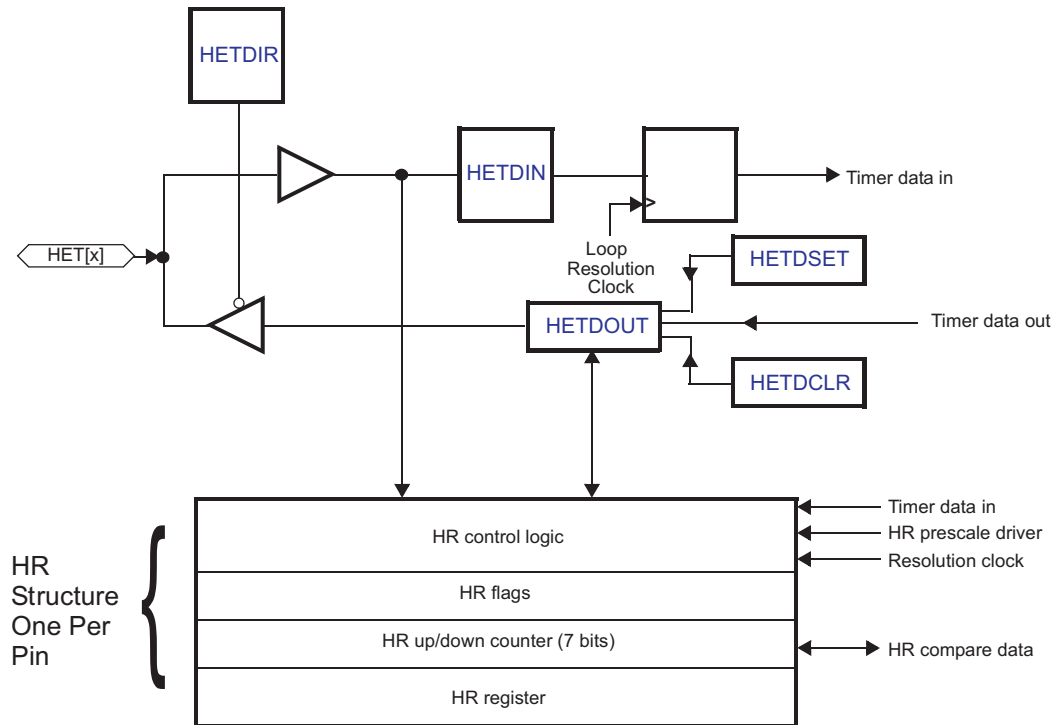 HETDIR
HETDIN
Timer data in
HET[x]
Loop
Resolution
Clock
HETDSET
HETDOUT
Timer data out
HETDCLR
Timer data in
HR control logic
HR prescale driver
Resolution clock
HR
Structure
One Per
Pin
HR flags
HR up/down counter (7 bits)
HR compare data
HR register